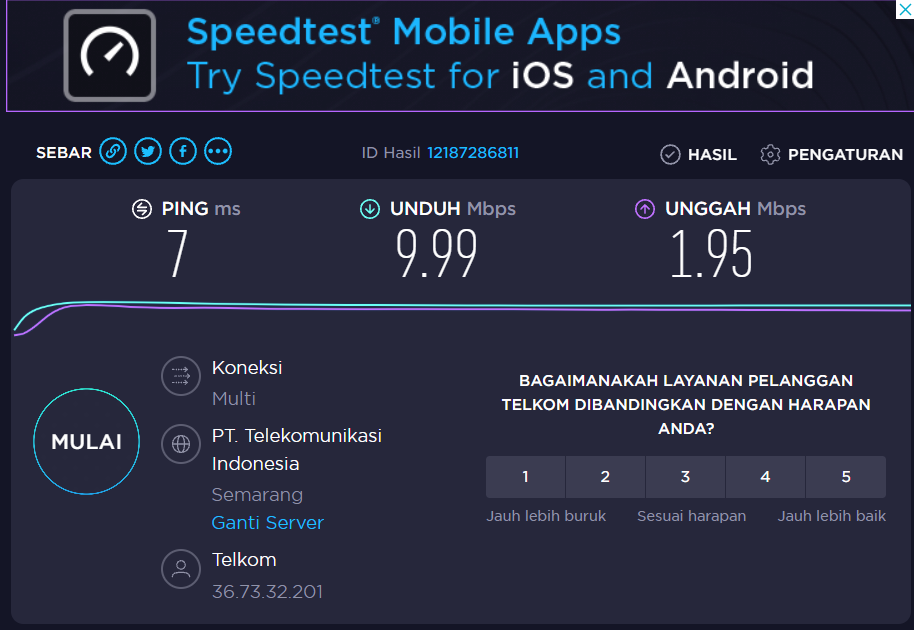 Speedtest® Mobile Apps
Try Speedtest for iOS and Android
SEBAR
ID Hasil 12187286811
HASIL
PENGATURAN
PING ms
7
UNDUH Mbps
9.99
UNGGAH Mbps
1.95
MULAI
Koneksi
Multi
PT. Telekomunikasi
Indonesia
Semarang
Ganti Server
Telkom
36.73.32.201
BAGAIMANAKAH LAYANAN PELANGGAN
TELKOM DIBANDINGKAN DENGAN HARAPAN
ANDA?
1 2 3 4 5
Jauh lebih buruk Sesuai harapan Jauh lebih baik